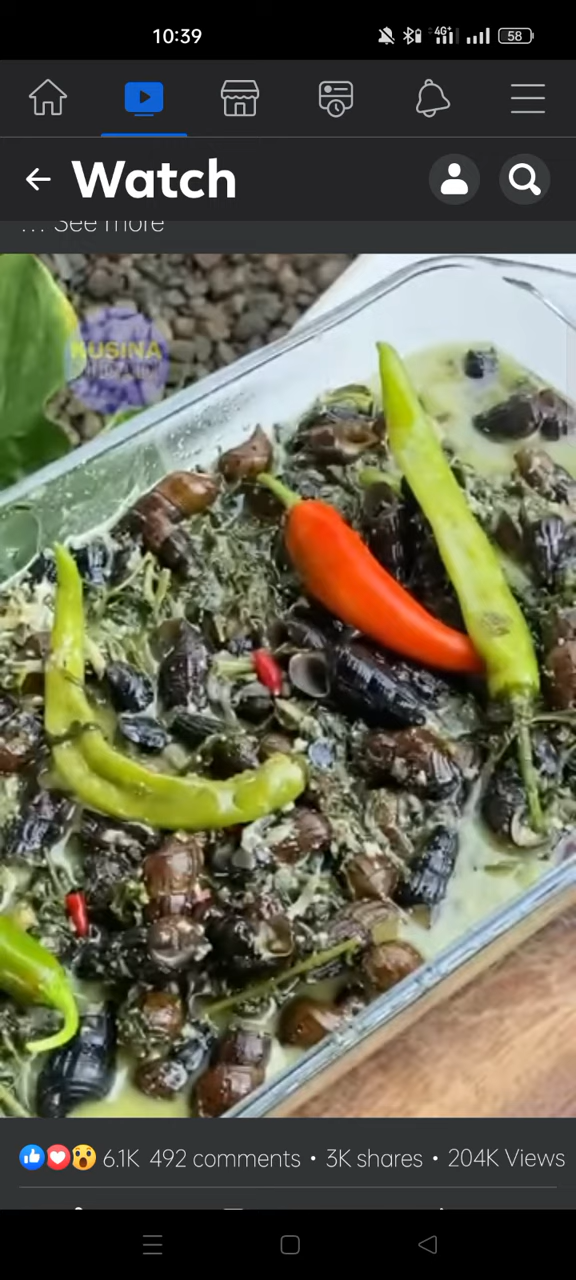 10:39
4G+
58
Watch
... See more
KUSINA
6.1K 492 comments • 3K shares • 204K Views